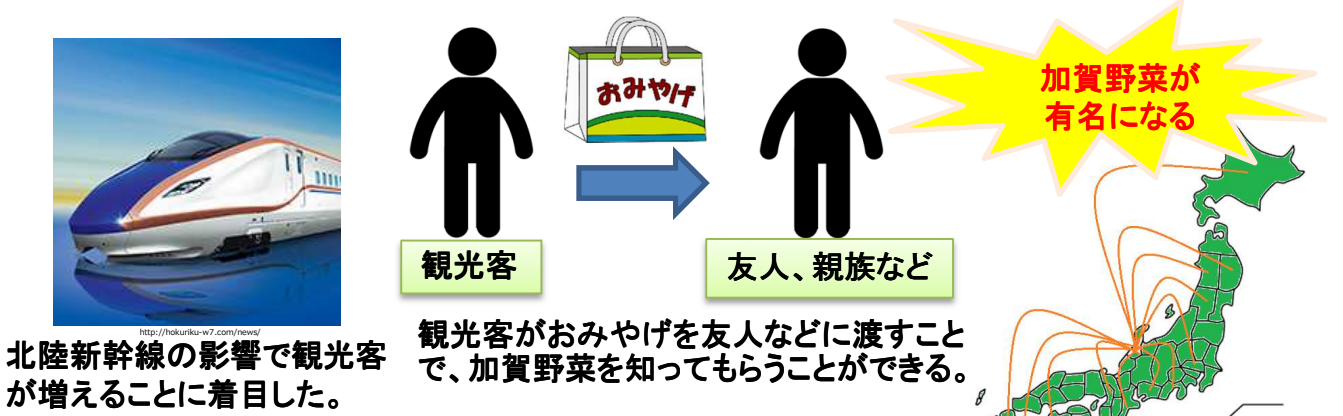 http://hokuriku-w7.com/news/
北陸新幹線の影響で観光客
が増えることに着目した。
おみやげ
観光客
友人、親族など
観光客がおみやげを友人などに渡すこと
で、加賀野菜を知ってもらうことができる。
加賀野菜が
有名になる